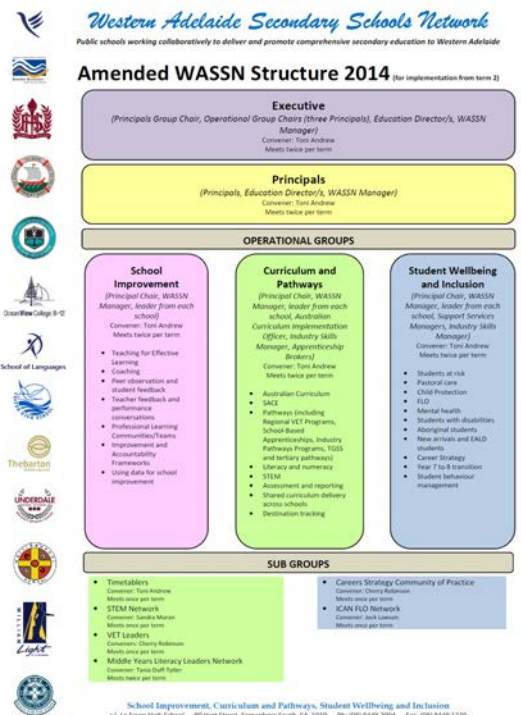 Western Adelaide Secondary Schools Network
Public schools working collaboratively to deliver and promote comprehensive secondary education to Western Adelaide
Amended WASSN Structure 2014 (for implementation from term 2)
Executive
(Principals Group Chair, Operational Group Chairs (three Principals), Education Director/s, WASSN
Manager)
Convener: Toni Andrew
Meets twice per term
Principals
(Principals, Education Director/s, WASSN Manager)
Convener: Toni Andrew
Meets twice per term
OPERATIONAL GROUPS
School
Improvement
(Principal Chair, WASSN
Manager, leader from each
school)
Convener: Toni Andrew
Meets twice per term
• Teaching for Effective
Learning
• Coaching
• Peer observation and
student feedback
• Teacher feedback and
performance
conversations
• Professional Learning
Communities/Teams
• Improvement and
Accountability
Frameworks
• Using data for school
improvement
Curriculum and
Pathways
(Principal Chair, WASSN
Manager, leader from each
school, Australian
Curriculum Implementation
Officer, Industry Skills
Manager, Apprenticeship
Brokers)
Convener: Toni Andrew
Meets twice per term
• Australian Curriculum
• SACE
• Pathways (including
Regional VET Programs,
School-Based
Apprenticeships, Industry
Pathways Programs, TGSS
and tertiary pathways)
• Literacy and numeracy
• STEM
• Assessment and reporting
• Shared curriculum delivery
across schools
• Destination tracking
Student Wellbeing
and Inclusion
(Principal Chair, WASSN
Manager, leader from each
school, Support Services
Managers, Industry Skills
Manager)
Convener: Toni Andrew
Meets twice per term
• Students at risk
• Pastoral care
• Child Protection
• FLO
• Mental health
• Students with disabilities
• Aboriginal students
• New arrivals and EALD
students
• Career Strategy
• Year 7 to 8 transition
• Student behaviour
management
SUB GROUPS
• Timetablers
Convener: Toni Andrew
Meets once per term
• STEM Network
Convener: Sandra Moran
Meets once per term
• VET Leaders
Conveners: Cherry Robinson
Meets once per term
• Middle Years Literacy Leaders Network
Convener: Tania Duff-Tytler
Meets twice per term
• Careers Strategy Community of Practice
Convener: Cherry Robinson
Meets once per term
• ICAN FLO Network
Convener: Jock Lawson
Meets once per term
School Improvement, Curriculum and Pathways, Student Wellbeing and Inclusion
OceanView College B-12
School of Languages
Thebarton
UNDERDALE
WILLIAM
Light